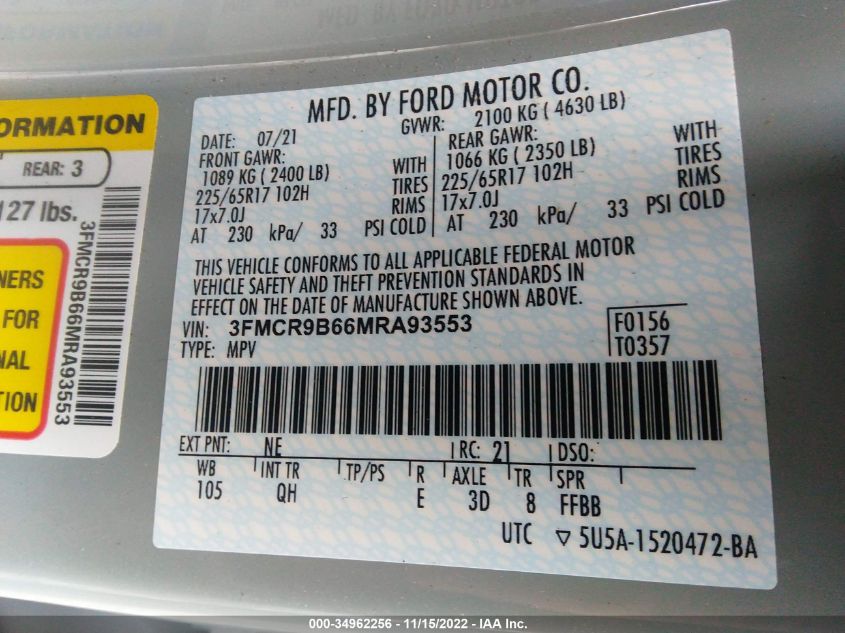 MFD. BY FORD MOTOR CO.
DATE: 07/21 GVWR: 2100 KG ( 4630 LB)
FRONT GAWR: REAR GAWR: WITH
1089 KG ( 2400 LB) WITH 1066 KG ( 2350 LB) TIRES
225/65R17 102H TIRES 225/65R17 102H RIMS
17x7.0J RIMS 17x7.0J
AT 230 kPa/ 33 PSI COLD AT 230 kPa/ 33 PSI COLD
THIS VEHICLE CONFORMS TO ALL APPLICABLE FEDERAL MOTOR
VEHICLE SAFETY AND THEFT PREVENTION STANDARDS IN
EFFECT ON THE DATE OF MANUFACTURE SHOWN ABOVE.
VIN: 3FMCR9B66MRA93553 F0156
TYPE: MPV T0357
EXT PNT: NE RC: 21 DSO:
WB INT TR TP/PS R AXLE TR SPR
105 QH E 3D 8 FFBB
UTC ▽ 5U5A-1520472-BA
ORMATION
REAR: 3
127 lbs.
NERS
FOR
NAL
TION
3FMCR9B66MRA93553
000-34962256 - 11/15/2022 - IAA Inc.